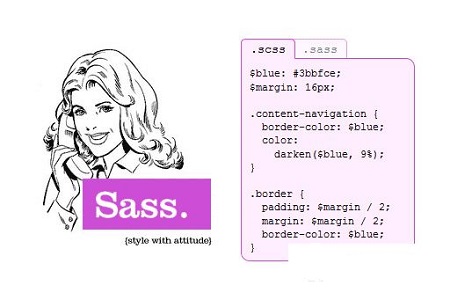 Sass.
{style with attitude}
.scss .sass
$blue: #3bbfce;
$margin: 16px;
.content-navigation {
border-color: $blue;
color:
darken($blue, 9%);
}
.border {
padding: $margin / 2;
margin: $margin / 2;
border-color: $blue;
}